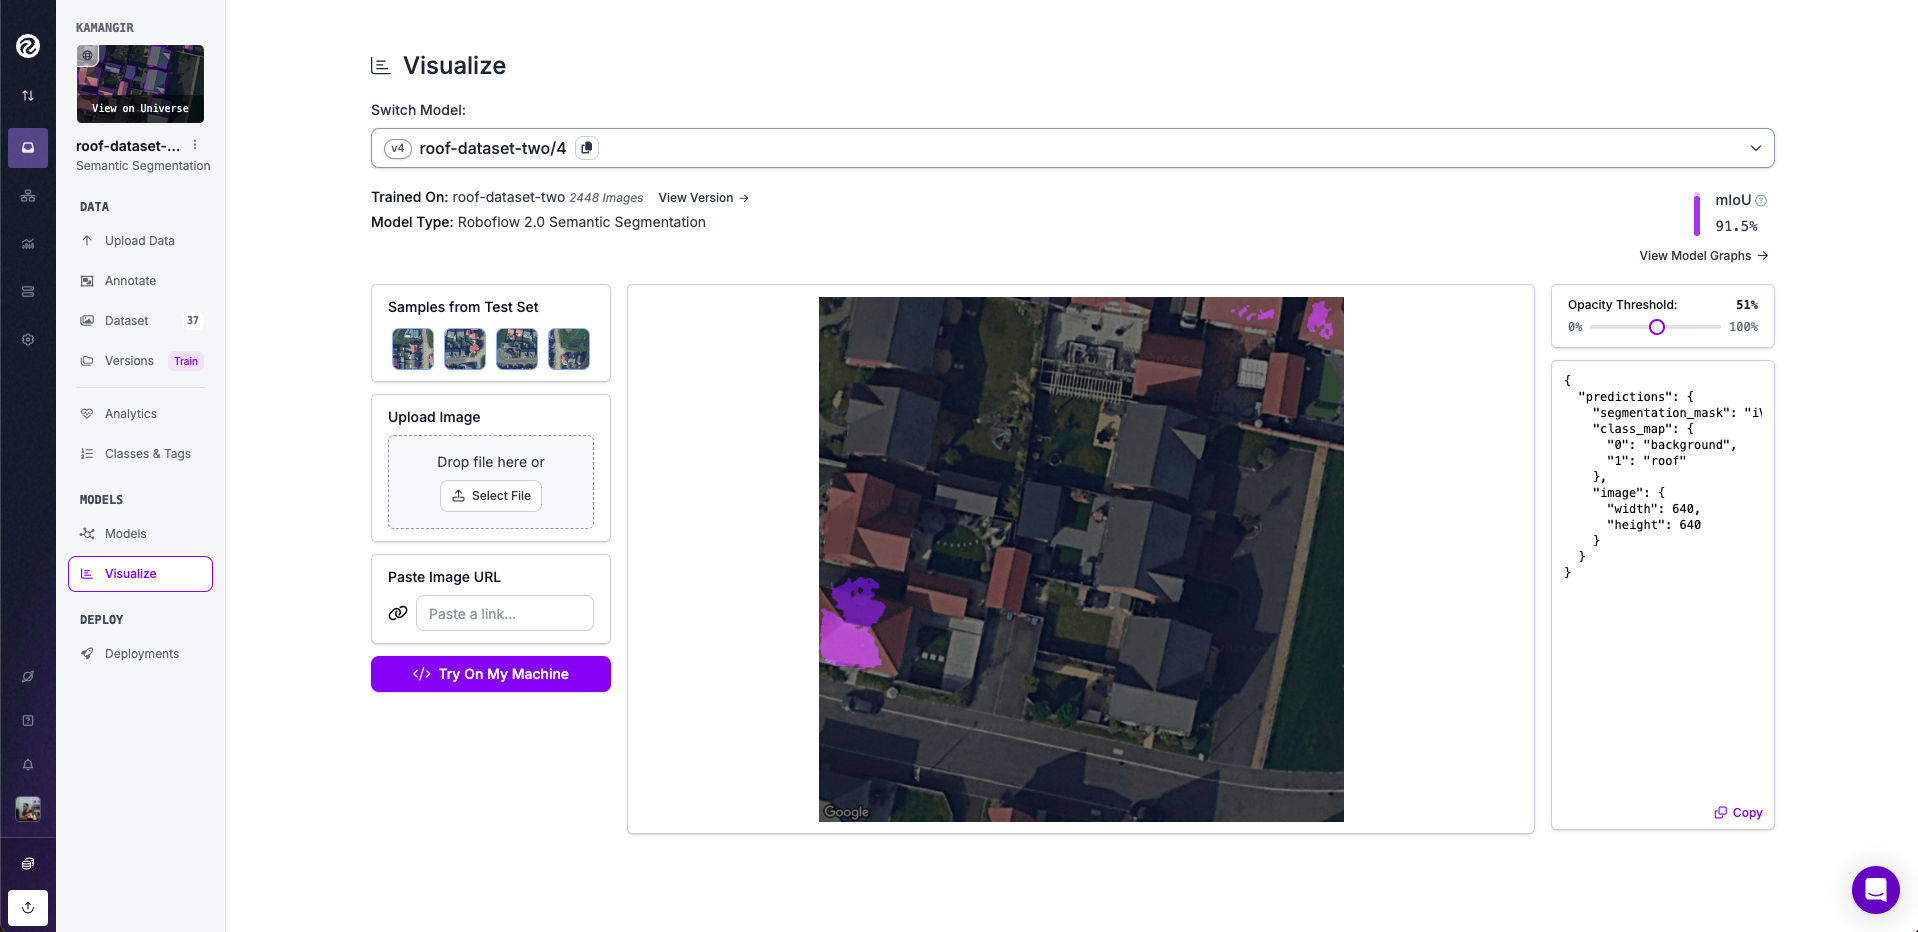 KAMANGIR
View on Universe
roof-dataset-...
Semantic Segmentation
DATA
Upload Data
Annotate
Dataset 37
Versions Train
Analytics
Classes & Tags
MODELS
Models
Visualize
DEPLOY
Deployments
Visualize
Switch Model:
v4 roof-dataset-two/4
Trained On: roof-dataset-two 2448 Images View Version →
Model Type: Roboflow 2.0 Semantic Segmentation
mIoU
91.5%
View Model Graphs →
Samples from Test Set
Upload Image
Drop file here or
Select File
Paste Image URL
Paste a link...
</> Try On My Machine
Google
Opacity Threshold: 51%
0% 100%
{
"predictions": {
"segmentation_mask": "iV
"class_map": {
"0": "background",
"1": "roof"
},
"image": {
"width": 640,
"height": 640
}
}
}
Copy